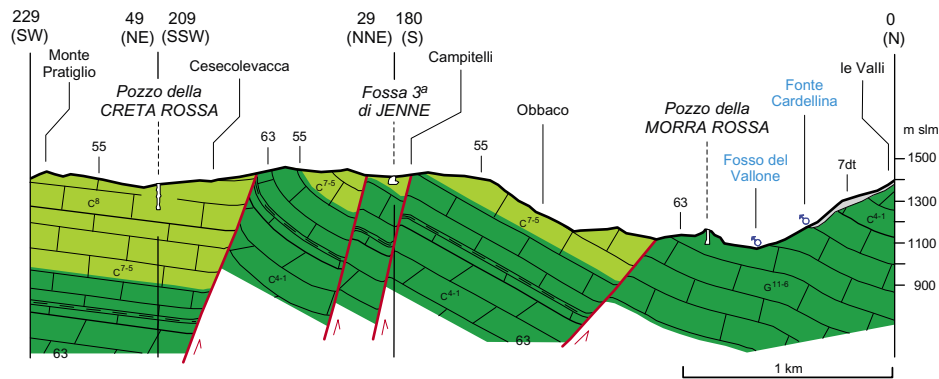 229
(SW)
49
(NE)
209
(SSW)
29
(NNE)
180
(S)
0
(N)
Monte
Pratiglio
Pozzo della
CRETA ROSSA
Cesecolevacca
Fossa 3ª
di JENNE
Campitelli
Obbaco
Pozzo della
MORRA ROSSA
Fonte
Cardellina
le Valli
Fosso del
Vallone
m slm
1500
1300
1100
900
55
63
55
55
63
7dt
C⁸
C⁷⁻⁵
C⁷⁻⁵
C⁷⁻⁵
C⁴⁻¹
C⁴⁻¹
C⁴⁻¹
G¹¹⁻⁶
63
63
1 km